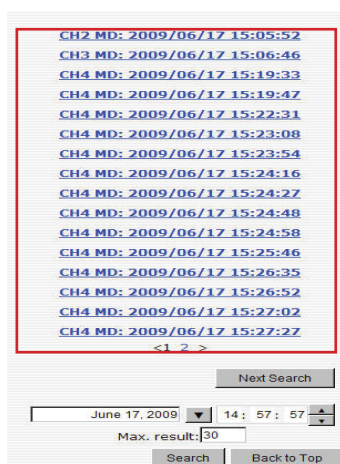 CH2 MD: 2009/06/17 15:05:52
CH3 MD: 2009/06/17 15:06:46
CH4 MD: 2009/06/17 15:19:33
CH4 MD: 2009/06/17 15:19:47
CH4 MD: 2009/06/17 15:22:31
CH4 MD: 2009/06/17 15:23:08
CH4 MD: 2009/06/17 15:23:54
CH4 MD: 2009/06/17 15:24:16
CH4 MD: 2009/06/17 15:24:27
CH4 MD: 2009/06/17 15:24:48
CH4 MD: 2009/06/17 15:24:58
CH4 MD: 2009/06/17 15:25:46
CH4 MD: 2009/06/17 15:26:35
CH4 MD: 2009/06/17 15:26:52
CH4 MD: 2009/06/17 15:27:02
CH4 MD: 2009/06/17 15:27:27
<1 2 >
Next Search
June 17, 2009 14: 57: 57
Max. result: 30
Search Back to Top